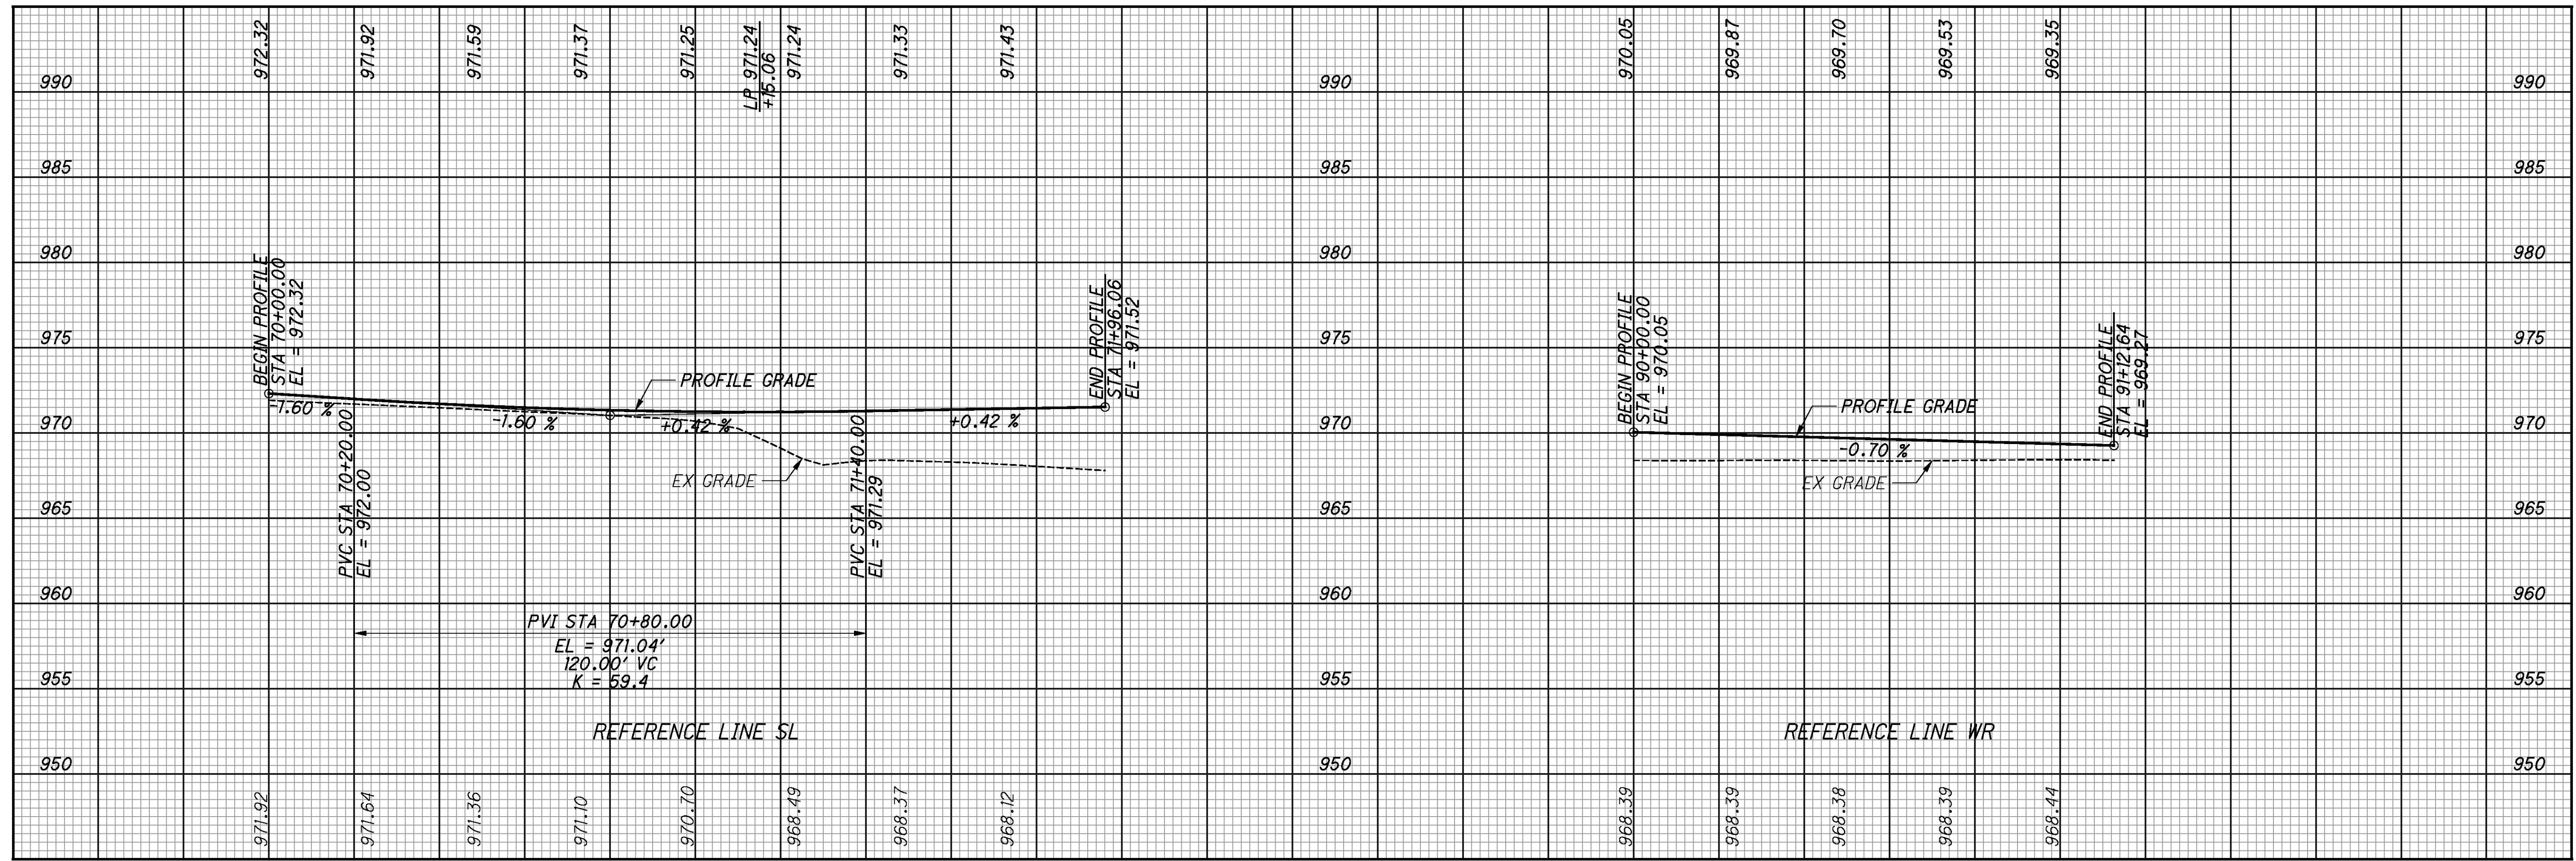 972.32
971.92
971.59
971.37
971.25
LP 971.24
+15.06
971.24
971.33
971.43
970.05
969.87
969.70
969.53
969.35
990
990
990
985
985
985
980
980
980
975
975
975
970
970
970
965
965
965
960
960
960
955
955
955
950
950
950
BEGIN PROFILE
STA 70+00.00
EL = 972.32
-1.60 %
PVC STA 70+20.00
EL = 972.00
-1.60 %
PROFILE GRADE
+0.42 %
EX GRADE
PVC STA 71+40.00
EL = 971.29
+0.42 %
END PROFILE
STA 71+96.06
EL = 971.52
PVI STA 70+80.00
EL = 971.04'
120.00' VC
K = 59.4
REFERENCE LINE SL
BEGIN PROFILE
STA 90+00.00
EL = 970.05
PROFILE GRADE
-0.70 %
EX GRADE
END PROFILE
STA 91+12.64
EL = 969.27
REFERENCE LINE WR
971.92
971.64
971.36
971.10
970.70
968.49
968.37
968.12
968.39
968.39
968.38
968.39
968.44